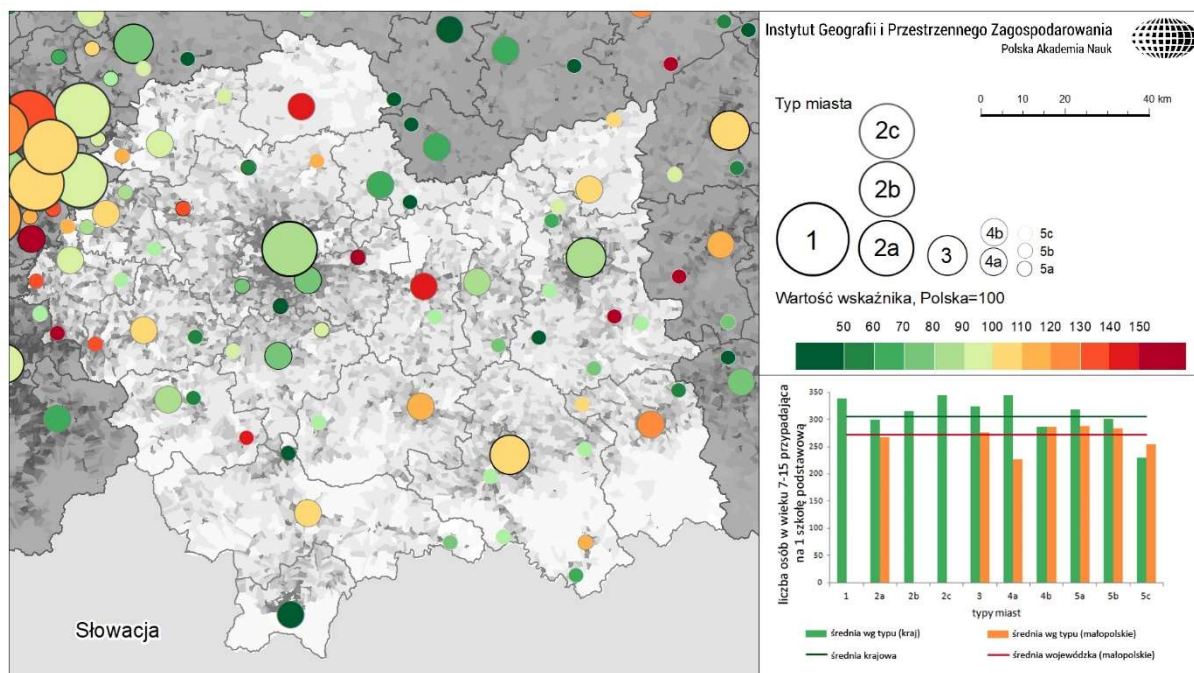 Instytut Geografii i Przestrzennego Zagospodarowania
Polska Akademia Nauk
Typ miasta
0 10 20 40 km
2c
2b
1
2a
3
4b
4a
5c
5b
5a
Wartość wskaźnika, Polska=100
50 60 70 80 90 100 110 120 130 140 150
Słowacja
liczba osób w wieku 7-15 przypadająca
na 1 szkołę podstawową
350
300
250
200
150
100
50
0
1 2a 2b 2c 3 4a 4b 5a 5b 5c
typy miast
średnia wg typu (kraj)
średnia wg typu (małopolskie)
średnia krajowa
średnia wojewódzka (małopolskie)